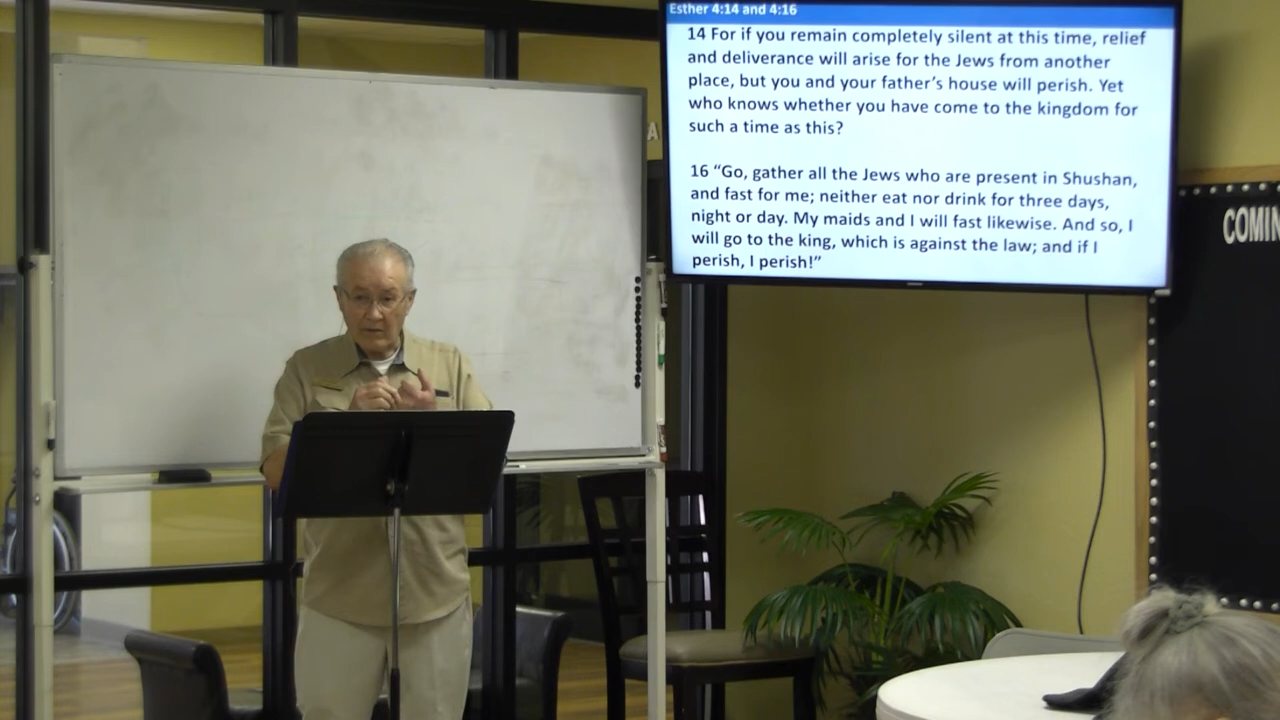 Esther 4:14 and 4:16
14 For if you remain completely silent at this time, relief
and deliverance will arise for the Jews from another
place, but you and your father’s house will perish. Yet
who knows whether you have come to the kingdom for
such a time as this?
16 “Go, gather all the Jews who are present in Shushan,
and fast for me; neither eat nor drink for three days,
night or day. My maids and I will fast likewise. And so, I
will go to the king, which is against the law; and if I
perish, I perish!”
A
COMIN